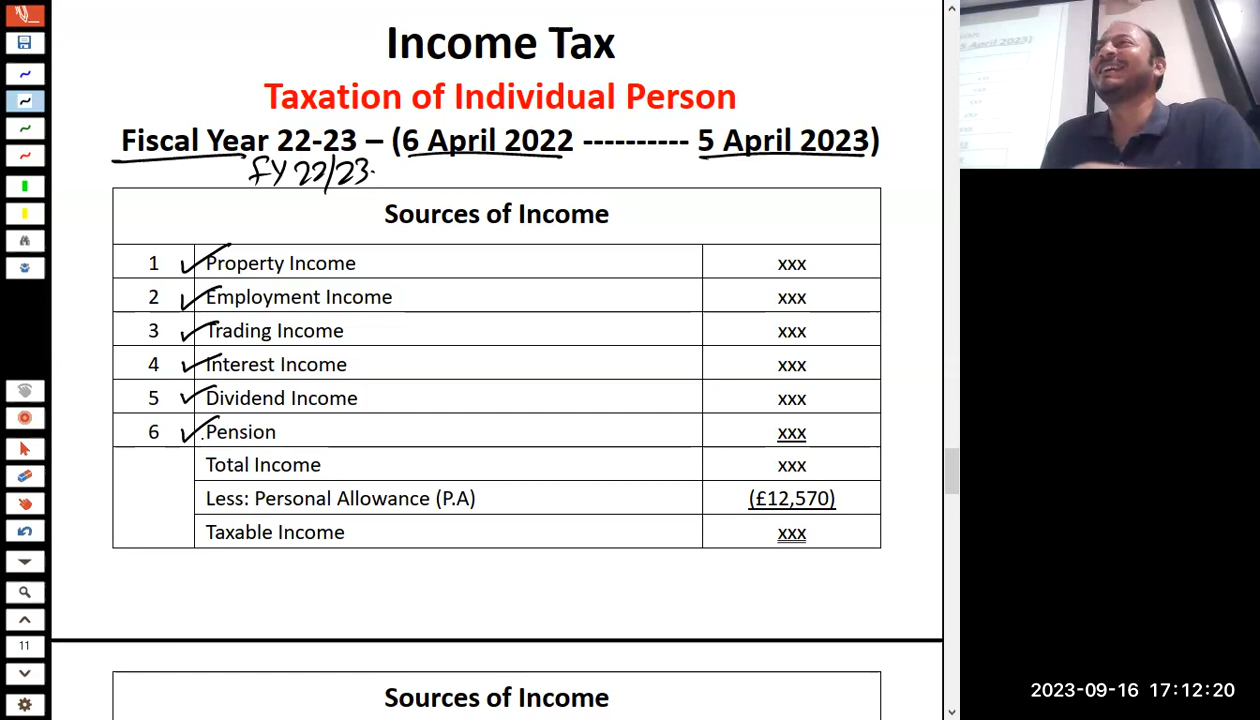 Income Tax
Taxation of Individual Person
Fiscal Year 22-23 – (6 April 2022 ---------- 5 April 2023)
FY 22/23.
Sources of Income
1 Property Income xxx
2 Employment Income xxx
3 Trading Income xxx
4 Interest Income xxx
5 Dividend Income xxx
6 Pension xxx
Total Income xxx
Less: Personal Allowance (P.A) (£12,570)
Taxable Income xxx
Sources of Income
11
5 April 2023)
2023-09-16 17:12:20